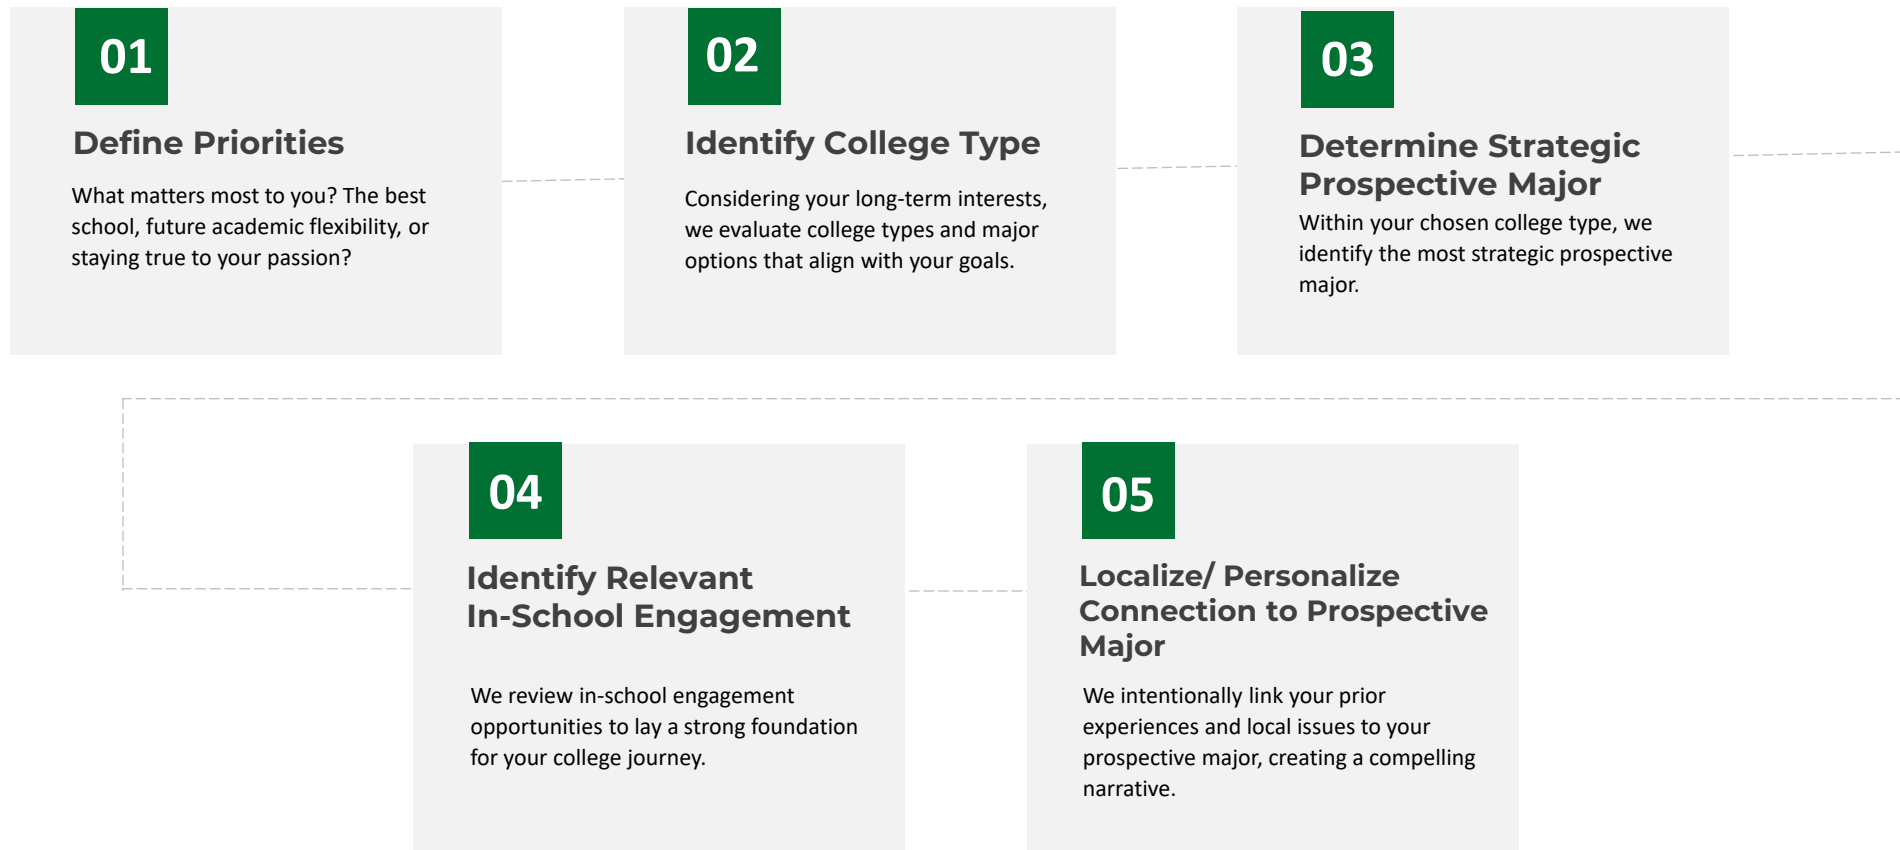 01
Define Priorities
What matters most to you? The best
school, future academic flexibility, or
staying true to your passion?
02
Identify College Type
Considering your long-term interests,
we evaluate college types and major
options that align with your goals.
03
Determine Strategic
Prospective Major
Within your chosen college type, we
identify the most strategic prospective
major.
04
Identify Relevant
In-School Engagement
We review in-school engagement
opportunities to lay a strong foundation
for your college journey.
05
Localize/ Personalize
Connection to Prospective
Major
We intentionally link your prior
experiences and local issues to your
prospective major, creating a compelling
narrative.